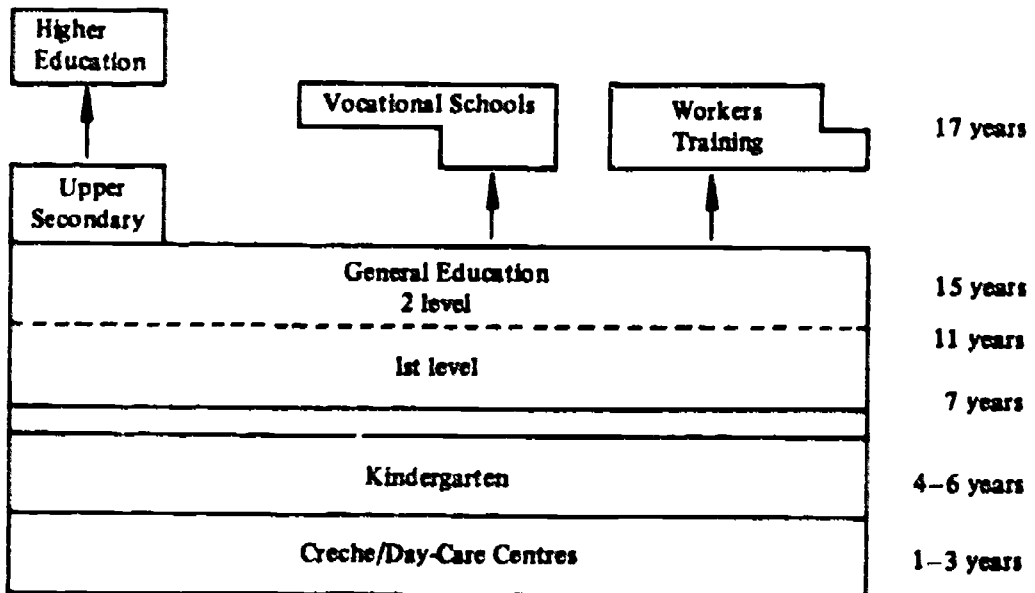 Higher
Education
Vocational Schools
Workers
Training
17 years
Upper
Secondary
General Education
2 level
15 years
11 years
1st level
7 years
Kindergarten
4–6 years
Creche/Day-Care Centres
1–3 years